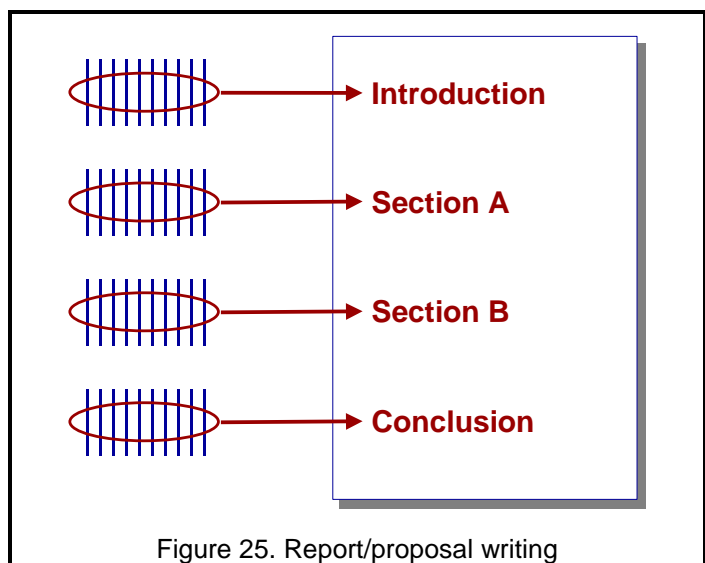 Introduction
Section A
Section B
Conclusion
Figure 25. Report/proposal writing